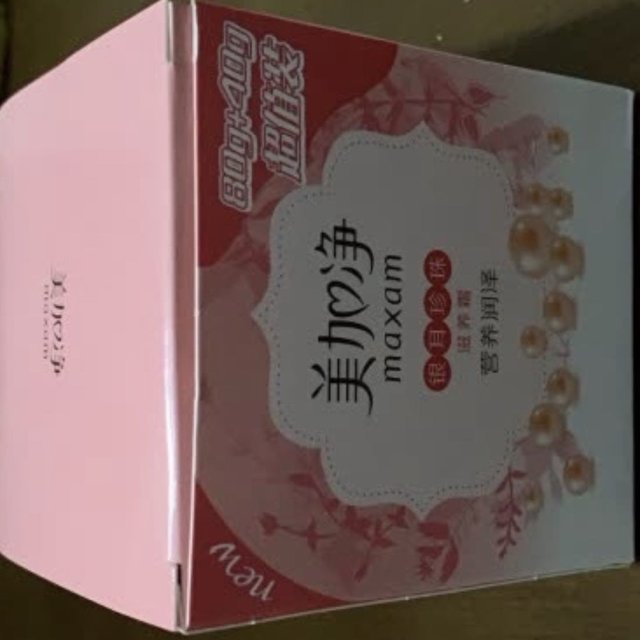 美加净
maxam
new
80g+40g
超值装
美加净
maxam
银耳珍珠
滋养霜
营养润泽